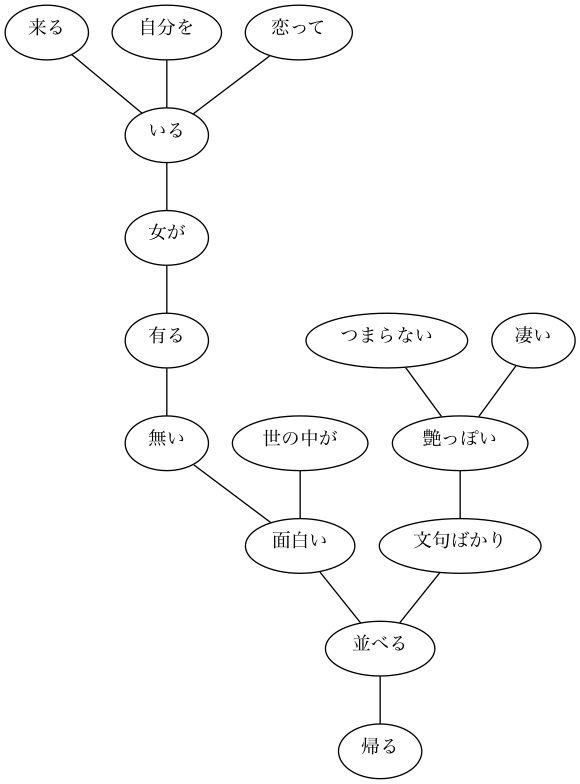 来る
自分を
恋って
いる
女が
有る
つまらない
凄い
無い
世の中が
艶っぽい
面白い
文句ばかり
並べる
帰る